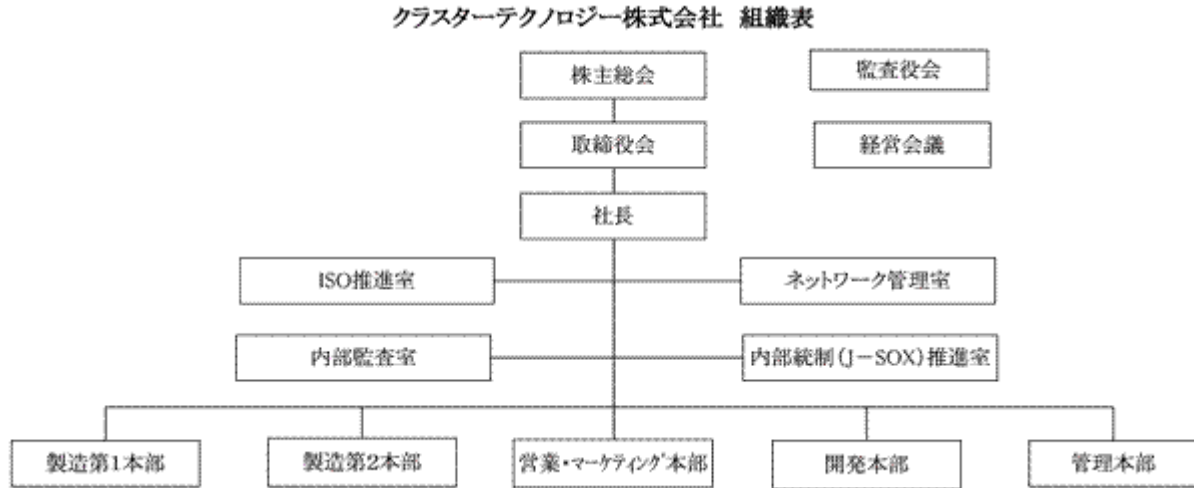 クラスターテクノロジー株式会社 組織表
株主総会
監査役会
取締役会
経営会議
社長
ISO推進室
ネットワーク管理室
内部監査室
内部統制(J-SOX)推進室
製造第1本部
製造第2本部
営業・マーケティング本部
開発本部
管理本部